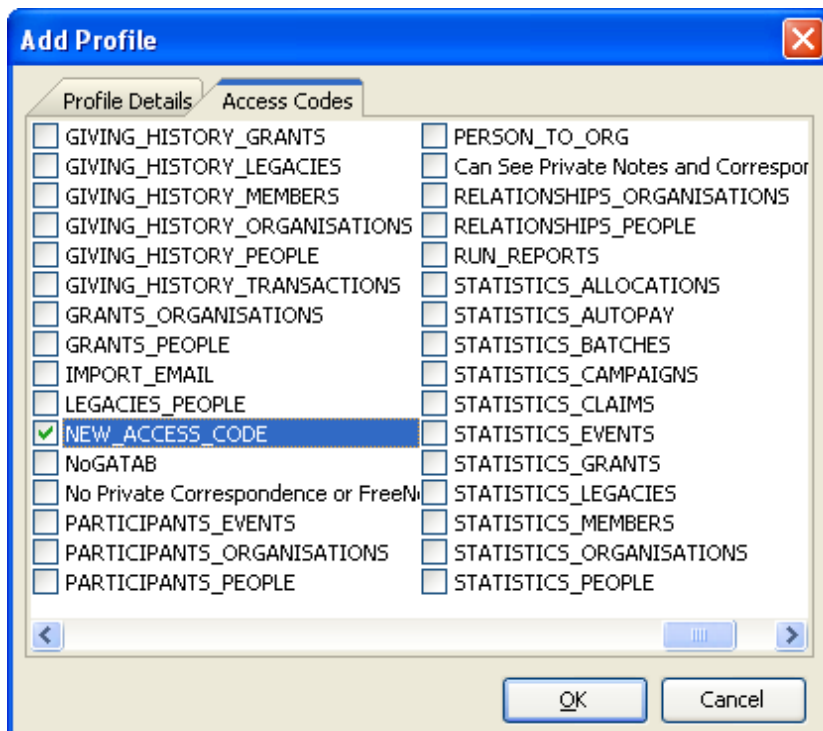 Add Profile
Profile Details
Access Codes
GIVING_HISTORY_GRANTS
GIVING_HISTORY_LEGACIES
GIVING_HISTORY_MEMBERS
GIVING_HISTORY_ORGANISATIONS
GIVING_HISTORY_PEOPLE
GIVING_HISTORY_TRANSACTIONS
GRANTS_ORGANISATIONS
GRANTS_PEOPLE
IMPORT_EMAIL
LEGACIES_PEOPLE
NEW_ACCESS_CODE
NoGATAB
No Private Correspondence or FreeN
PARTICIPANTS_EVENTS
PARTICIPANTS_ORGANISATIONS
PARTICIPANTS_PEOPLE
PERSON_TO_ORG
Can See Private Notes and Correspor
RELATIONSHIPS_ORGANISATIONS
RELATIONSHIPS_PEOPLE
RUN_REPORTS
STATISTICS_ALLOCATIONS
STATISTICS_AUTOPAY
STATISTICS_BATCHES
STATISTICS_CAMPAIGNS
STATISTICS_CLAIMS
STATISTICS_EVENTS
STATISTICS_GRANTS
STATISTICS_LEGACIES
STATISTICS_MEMBERS
STATISTICS_ORGANISATIONS
STATISTICS_PEOPLE
OK
Cancel